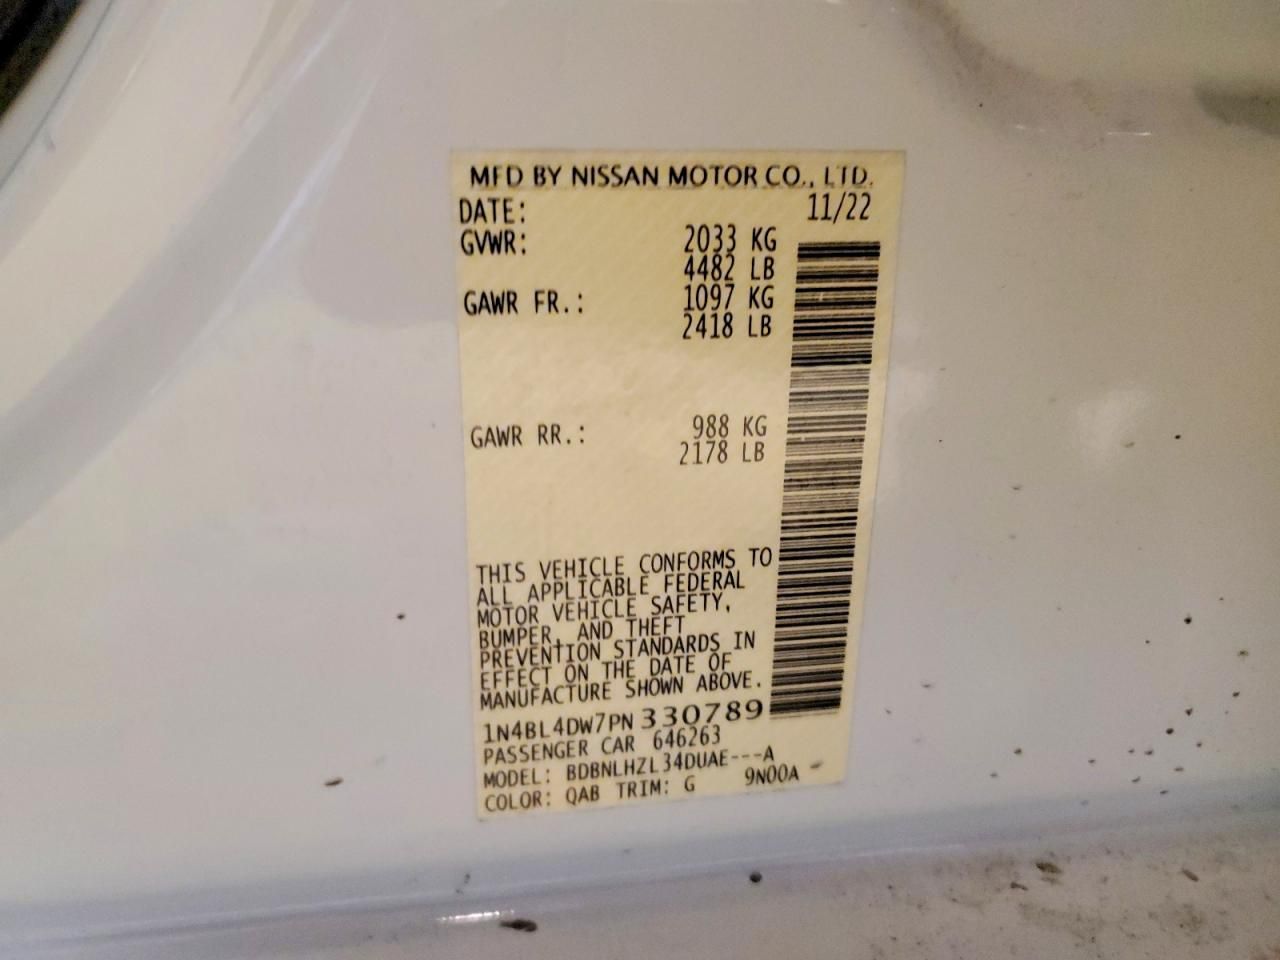 MFD BY NISSAN MOTOR CO., LTD.
DATE: 11/22
GVWR: 2033 KG
4482 LB
GAWR FR.: 1097 KG
2418 LB
GAWR RR.: 988 KG
2178 LB
THIS VEHICLE CONFORMS TO
ALL APPLICABLE FEDERAL
MOTOR VEHICLE SAFETY,
BUMPER, AND THEFT
PREVENTION STANDARDS IN
EFFECT ON THE DATE OF
MANUFACTURE SHOWN ABOVE.
1N4BL4DW7PN330789
PASSENGER CAR 646263
MODEL: BDBNLHZL34DUAE---A
COLOR: QAB TRIM: G 9N00A